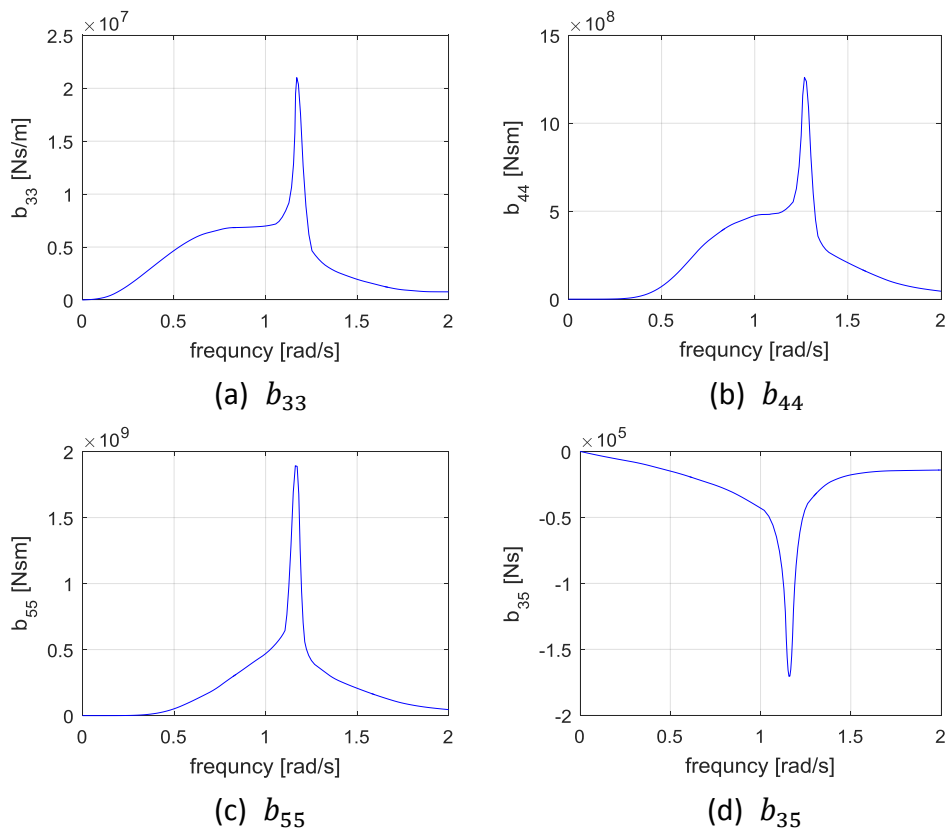 ×10⁷
2.5
2
1.5
1
0.5
0
b₃₃ [Ns/m]
0 0.5 1 1.5 2
frequncy [rad/s]
(a) b₃₃
×10⁸
15
10
5
0
b₄₄ [Nsm]
0 0.5 1 1.5 2
frequncy [rad/s]
(b) b₄₄
×10⁹
2
1.5
1
0.5
0
b₅₅ [Nsm]
0 0.5 1 1.5 2
frequncy [rad/s]
(c) b₅₅
×10⁵
0
-0.5
-1
-1.5
-2
b₃₅ [Ns]
0 0.5 1 1.5 2
frequncy [rad/s]
(d) b₃₅